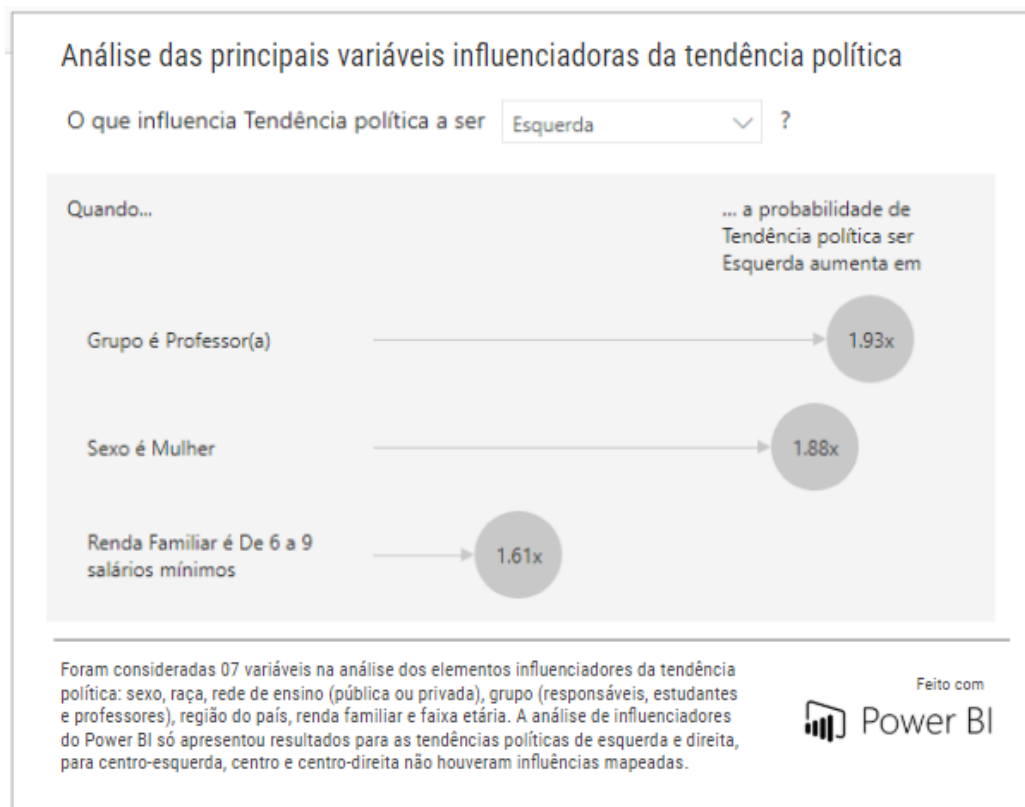 Análise das principais variáveis influenciadoras da tendência política
O que influencia Tendência política a ser Esquerda ?
Quando...
... a probabilidade de
Tendência política ser
Esquerda aumenta em
Grupo é Professor(a)
1.93x
Sexo é Mulher
1.88x
Renda Familiar é De 6 a 9
salários mínimos
1.61x
Foram consideradas 07 variáveis na análise dos elementos influenciadores da tendência
política: sexo, raça, rede de ensino (pública ou privada), grupo (responsáveis, estudantes
e professores), região do país, renda familiar e faixa etária. A análise de influenciadores
do Power BI só apresentou resultados para as tendências políticas de esquerda e direita,
para centro-esquerda, centro e centro-direita não houveram influências mapeadas.
Feito com
Power BI